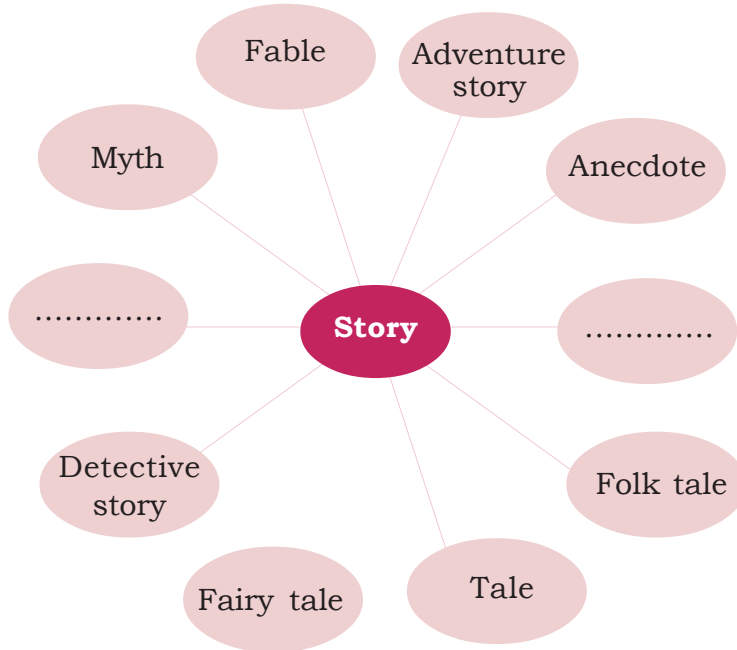 Fable
Adventure
story
Myth
Anecdote
.............
Story
.............
Detective
story
Folk tale
Fairy tale
Tale